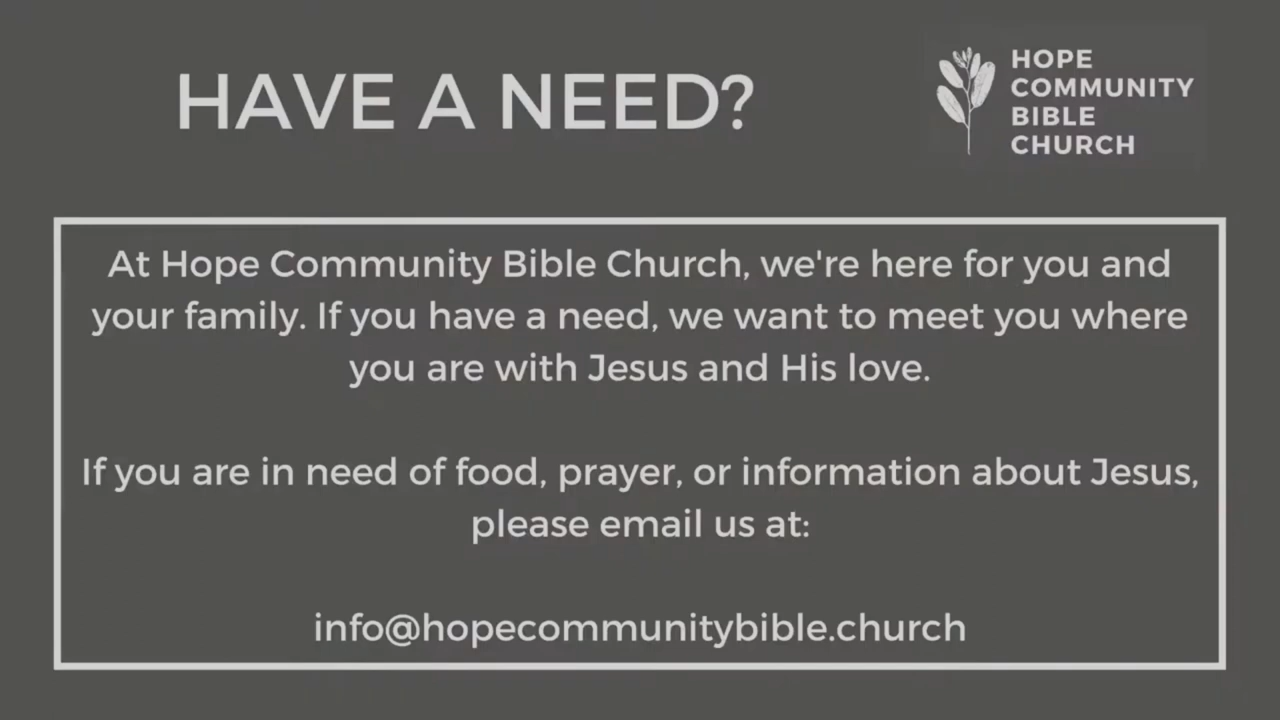 HAVE A NEED?
HOPE
COMMUNITY
BIBLE
CHURCH
At Hope Community Bible Church, we're here for you and
your family. If you have a need, we want to meet you where
you are with Jesus and His love.
If you are in need of food, prayer, or information about Jesus,
please email us at:
info@hopecommunitybible.church